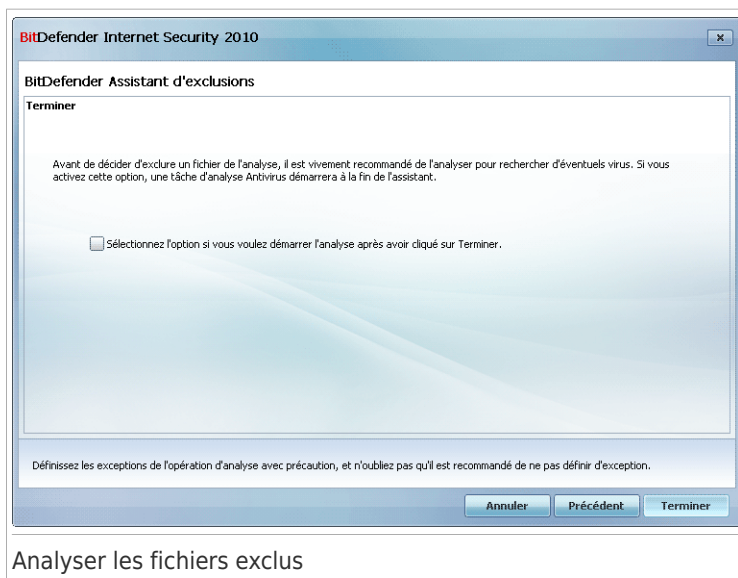 BitDefender Internet Security 2010
BitDefender Assistant d'exclusions
Terminer
Avant de décider d'exclure un fichier de l'analyse, il est vivement recommandé de l'analyser pour rechercher d'éventuels virus. Si vous
activez cette option, une tâche d'analyse Antivirus démarrera à la fin de l'assistant.
Sélectionnez l'option si vous voulez démarrer l'analyse après avoir cliqué sur Terminer.
Définissez les exceptions de l'opération d'analyse avec précaution, et n'oubliez pas qu'il est recommandé de ne pas définir d'exception.
Annuler Précédent Terminer
Analyser les fichiers exclus